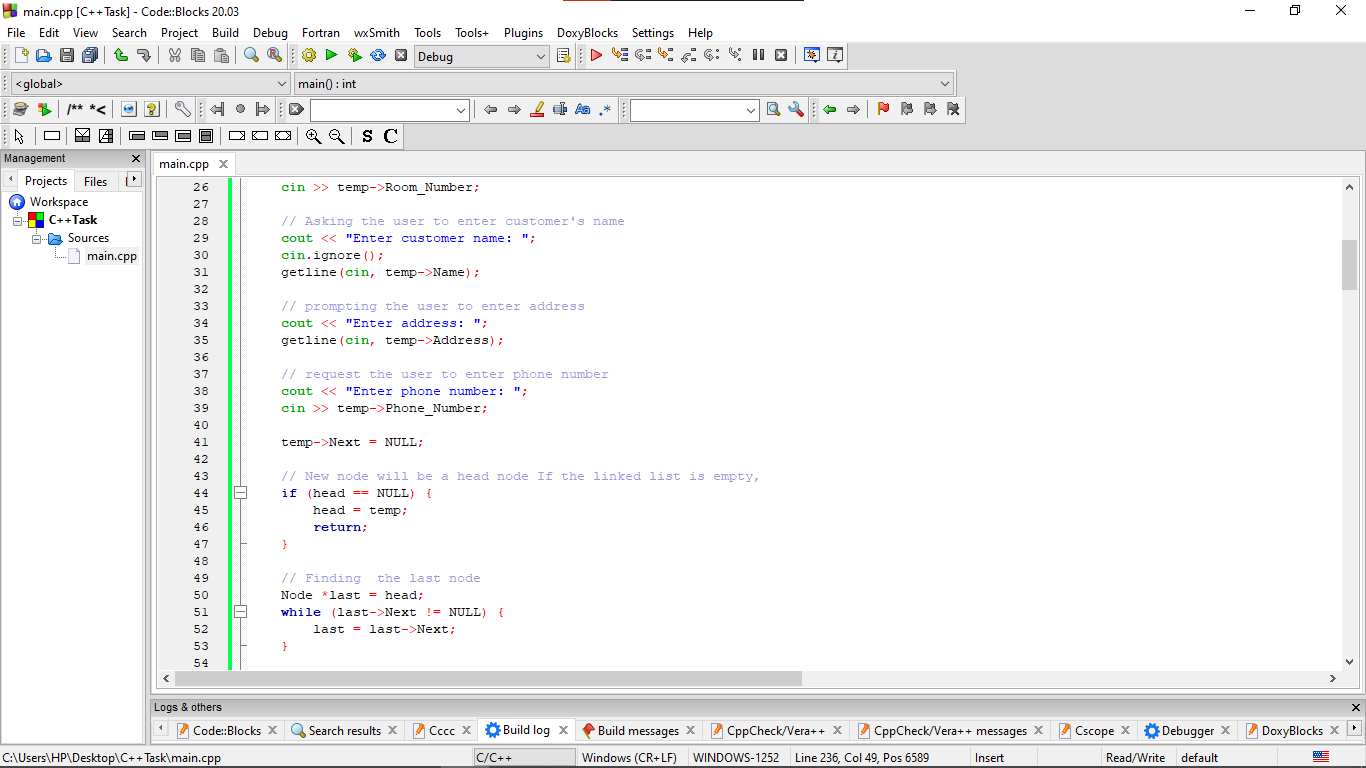 main.cpp [C++Task] - Code::Blocks 20.03
File Edit View Search Project Build Debug Fortran wxSmith Tools Tools+ Plugins DoxyBlocks Settings Help
Debug
<global> main() : int
/** *<
Aa .*
S C
Management
Projects Files
main.cpp
Workspace
C++Task
Sources
main.cpp
26 cin >> temp->Room_Number;
27
28 // Asking the user to enter customer's name
29 cout << "Enter customer name: ";
30 cin.ignore();
31 getline(cin, temp->Name);
32
33 // prompting the user to enter address
34 cout << "Enter address: ";
35 getline(cin, temp->Address);
36
37 // request the user to enter phone number
38 cout << "Enter phone number: ";
39 cin >> temp->Phone_Number;
40
41 temp->Next = NULL;
42
43 // New node will be a head node If the linked list is empty,
44 if (head == NULL) {
45 head = temp;
46 return;
47 }
48
49 // Finding  the last node
50 Node *last = head;
51 while (last->Next != NULL) {
52 last = last->Next;
53 }
54
Logs & others
Code::Blocks Search results Cccc Build log Build messages CppCheck/Vera++ CppCheck/Vera++ messages Cscope Debugger DoxyBlocks
C:\Users\HP\Desktop\C++Task\main.cpp C/C++ Windows (CR+LF) WINDOWS-1252 Line 236, Col 49, Pos 6589 Insert Read/Write default